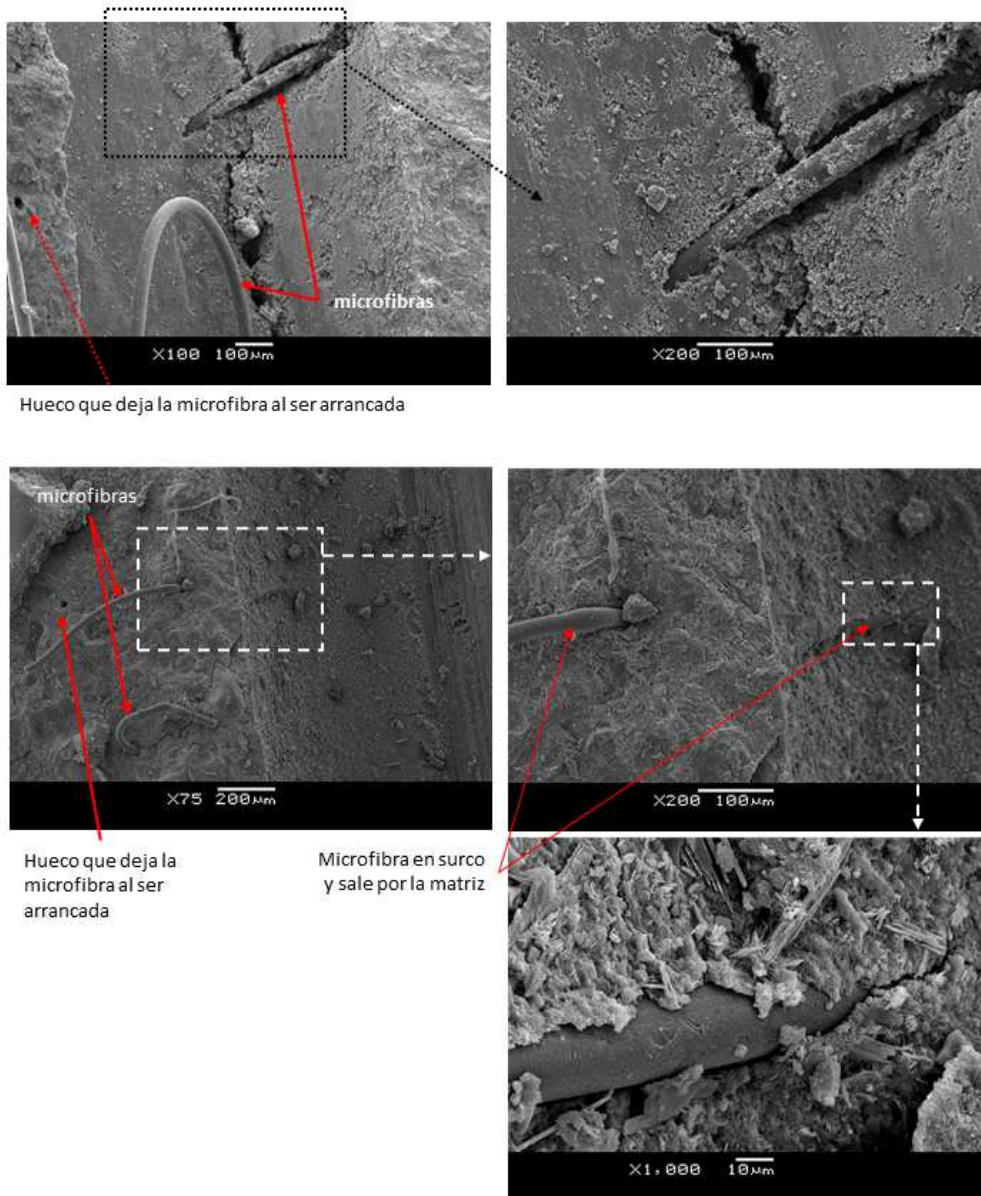 microfibras
X100 100µm
X200 100µm
Hueco que deja la microfibra al ser arrancada
microfibras
X75 200µm
X200 100µm
Hueco que deja la
microfibra al ser
arrancada
Microfibra en surco
y sale por la matriz
X1,000 10µm